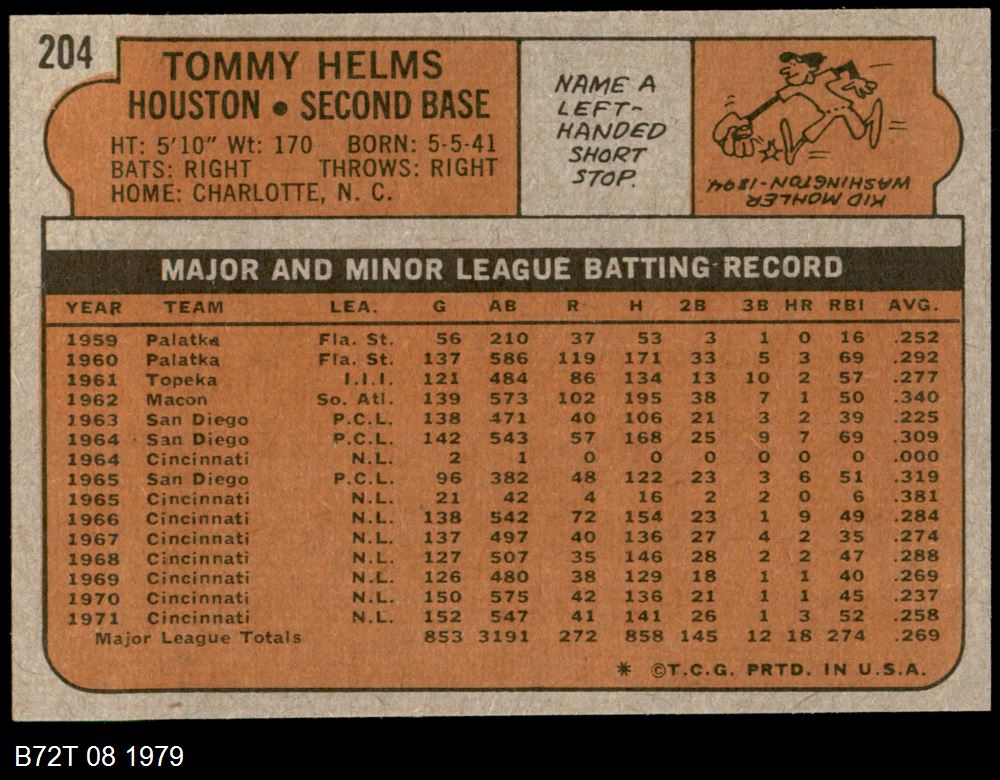 204
TOMMY HELMS
HOUSTON • SECOND BASE
HT: 5'10" Wt: 170 BORN: 5-5-41
BATS: RIGHT THROWS: RIGHT
HOME: CHARLOTTE, N. C.
NAME A
LEFT-
HANDED
SHORT
STOP.
KID MOHLER
WASHINGTON-1894
MAJOR AND MINOR LEAGUE BATTING RECORD
YEAR TEAM LEA. G AB R H 2B 3B HR RBI AVG.
1959 Palatka Fla. St. 56 210 37 53 3 1 0 16 .252
1960 Palatka Fla. St. 137 586 119 171 33 5 3 69 .292
1961 Topeka I.I.I. 121 484 86 134 13 10 2 57 .277
1962 Macon So. Atl. 139 573 102 195 38 7 1 50 .340
1963 San Diego P.C.L. 138 471 40 106 21 3 2 39 .225
1964 San Diego P.C.L. 142 543 57 168 25 9 7 69 .309
1964 Cincinnati N.L. 2 1 0 0 0 0 0 0 .000
1965 San Diego P.C.L. 96 382 48 122 23 3 6 51 .319
1965 Cincinnati N.L. 21 42 4 16 2 2 0 6 .381
1966 Cincinnati N.L. 138 542 72 154 23 1 9 49 .284
1967 Cincinnati N.L. 137 497 40 136 27 4 2 35 .274
1968 Cincinnati N.L. 127 507 35 146 28 2 2 47 .288
1969 Cincinnati N.L. 126 480 38 129 18 1 1 40 .269
1970 Cincinnati N.L. 150 575 42 136 21 1 1 45 .237
1971 Cincinnati N.L. 152 547 41 141 26 1 3 52 .258
Major League Totals 853 3191 272 858 145 12 18 274 .269
* ©T.C.G. PRTD. IN U.S.A.
B72T 08 1979